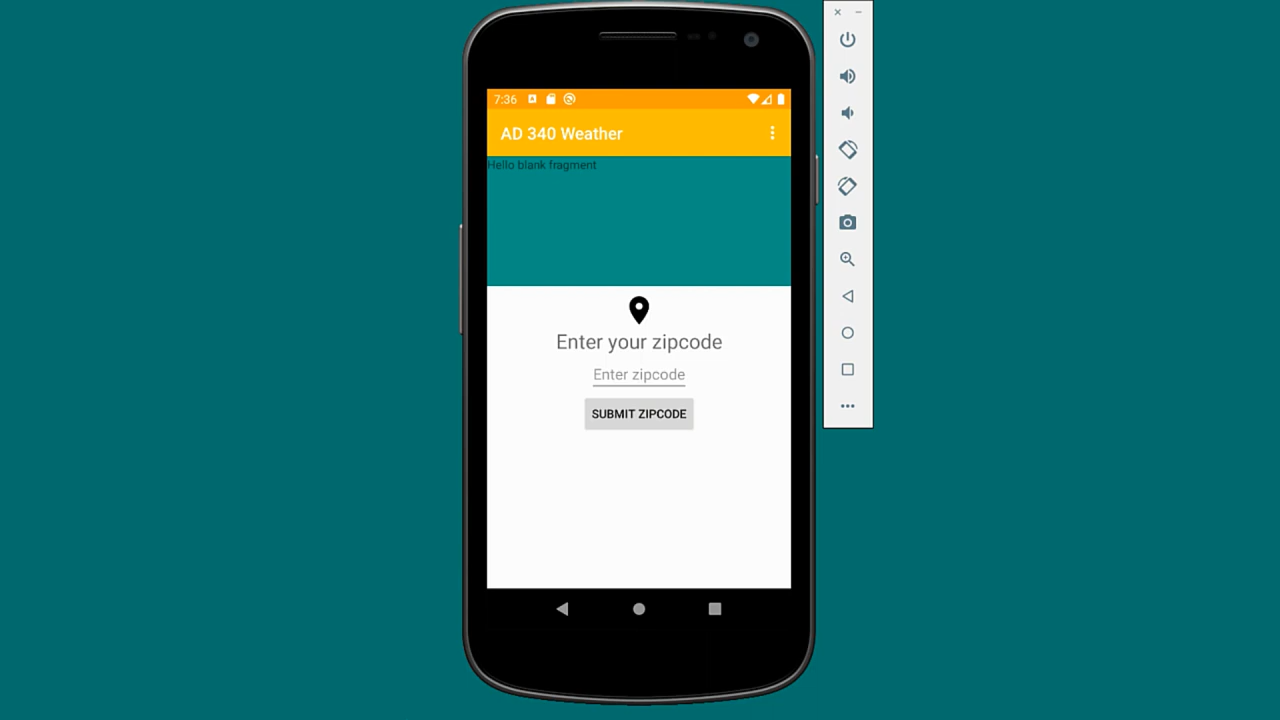 7:36
AD 340 Weather
Hello blank fragment
Enter your zipcode
Enter zipcode
SUBMIT ZIPCODE